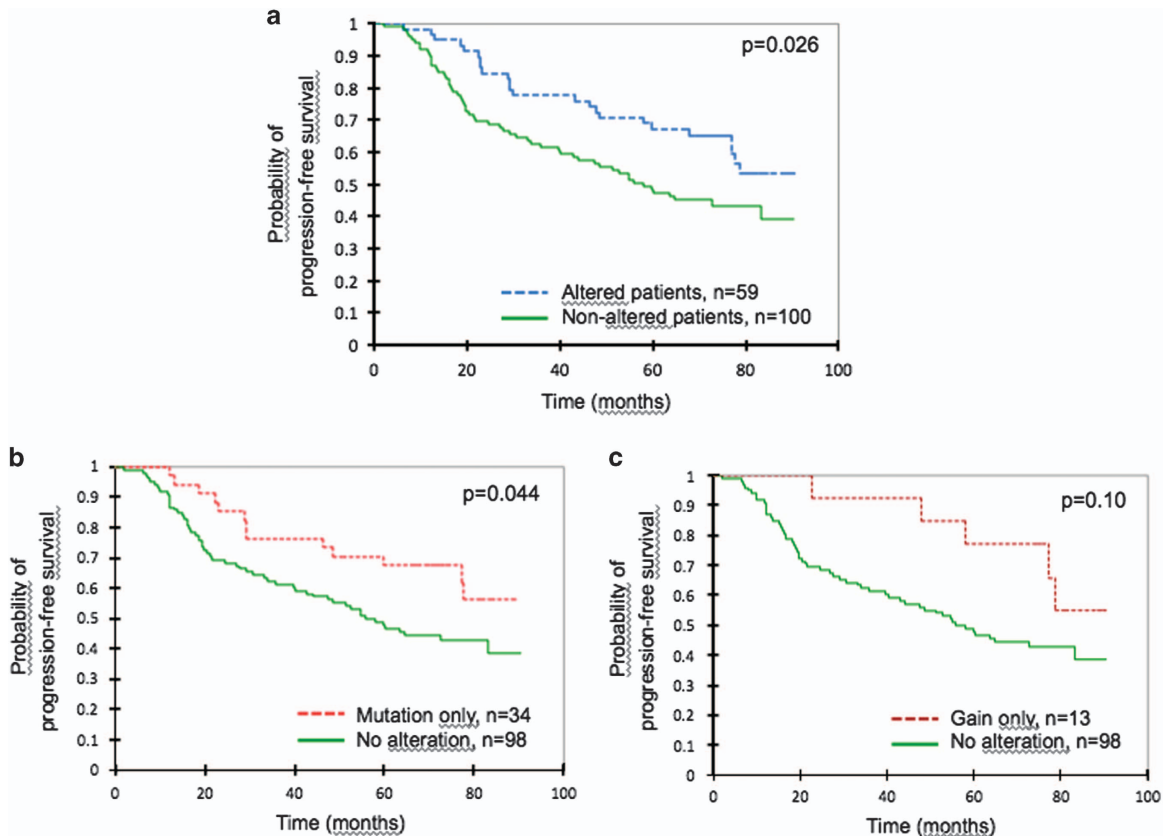 a
p=0.026
Probability of
progression-free survival
1
0.9
0.8
0.7
0.6
0.5
0.4
0.3
0.2
0.1
0
Altered patients, n=59
Non-altered patients, n=100
0 20 40 60 80 100
Time (months)
b
p=0.044
Probability of
progression-free survival
1
0.9
0.8
0.7
0.6
0.5
0.4
0.3
0.2
0.1
0
Mutation only, n=34
No alteration, n=98
0 20 40 60 80 100
Time (months)
c
p=0.10
Probability of
progression-free survival
1
0.9
0.8
0.7
0.6
0.5
0.4
0.3
0.2
0.1
0
Gain only, n=13
No alteration, n=98
0 20 40 60 80 100
Time (months)